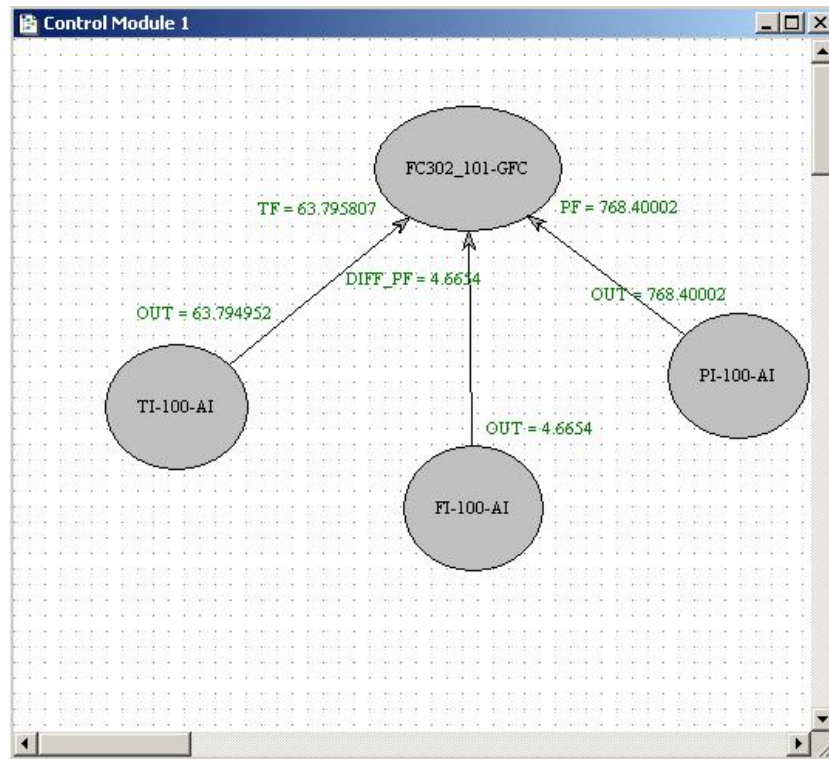 Control Module 1
FC302_101-GFC
TF = 63.795807
PF = 768.40002
DIFF_PF = 4.6654
OUT = 768.40002
OUT = 63.794952
PI-100-AI
TI-100-AI
OUT = 4.6654
FI-100-AI